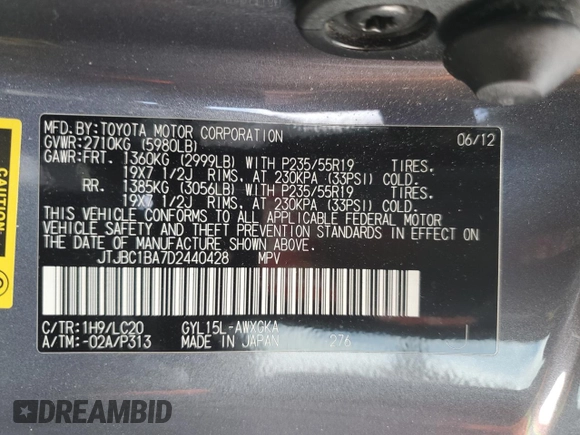 MFD.BY:TOYOTA MOTOR CORPORATION 06/12
GVWR:2710KG (5980LB)
GAWR:FRT. 1360KG (2999LB) WITH P235/55R19 TIRES.
19X7 1/2J RIMS, AT 230KPA (33PSI) COLD.
RR. 1385KG (3056LB) WITH P235/55R19 TIRES.
19X7 1/2J RIMS, AT 230KPA (33PSI) COLD.
THIS VEHICLE CONFORMS TO ALL APPLICABLE FEDERAL MOTOR
VEHICLE SAFETY AND THEFT PREVENTION STANDARDS IN EFFECT
ON THE DATE OF MANUFACTURE SHOWN ABOVE.
JTJBC1BA7D2440428 MPV
C/TR:1H9/LC20 GYL15L-AWXGKA
A/TM:-02A/P313 MADE IN JAPAN 276
CAUTION
DREAMBID